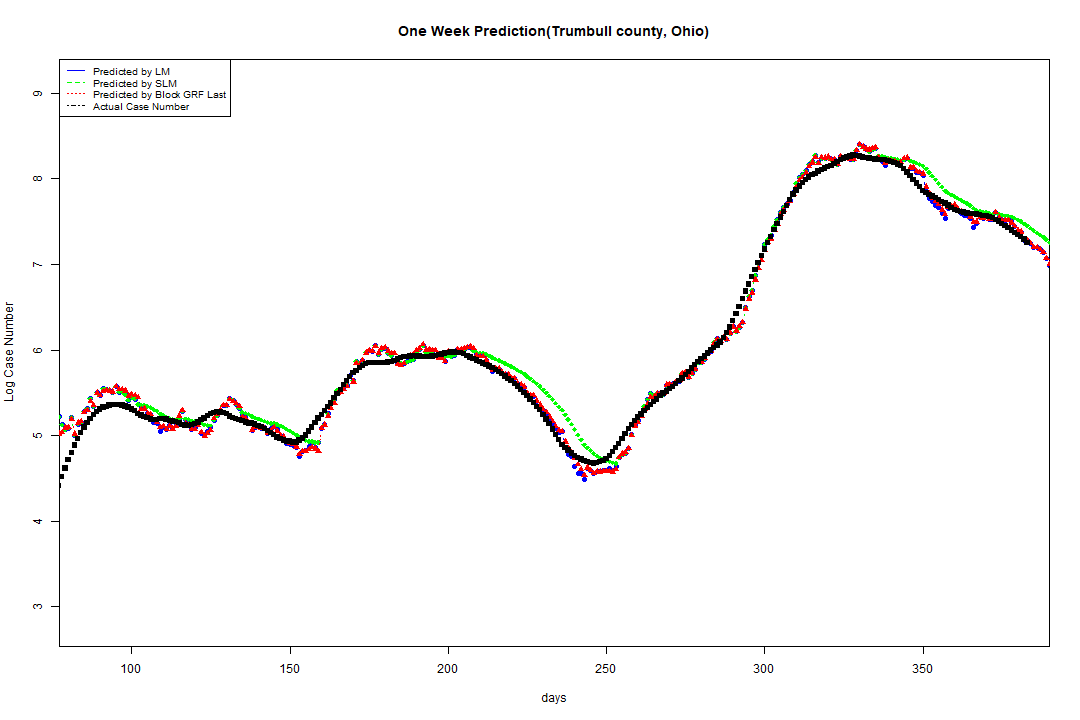 One Week Prediction(Trumbull county, Ohio)
Predicted by LM
Predicted by SLM
Predicted by Block GRF Last
Actual Case Number
9
8
7
6
5
4
3
Log Case Number
100 150 200 250 300 350
days